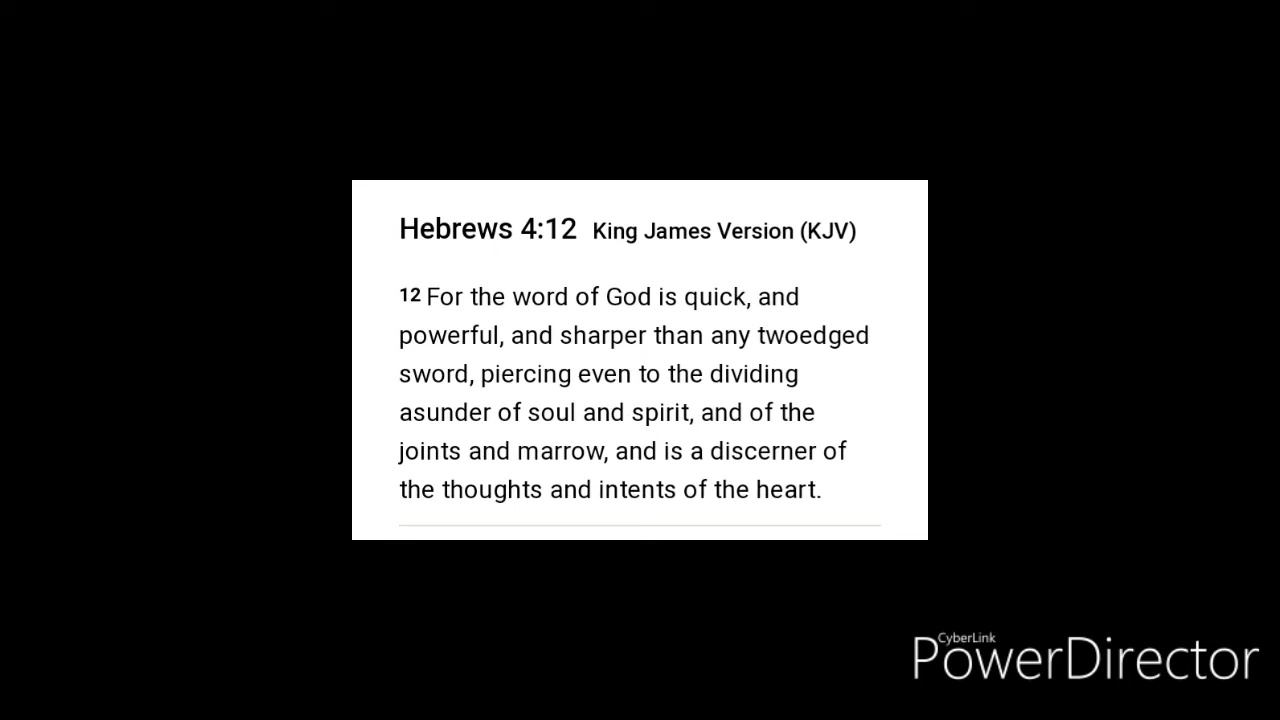 Hebrews 4:12 King James Version (KJV)
12 For the word of God is quick, and
powerful, and sharper than any twoedged
sword, piercing even to the dividing
asunder of soul and spirit, and of the
joints and marrow, and is a discerner of
the thoughts and intents of the heart.
CyberLink
PowerDirector